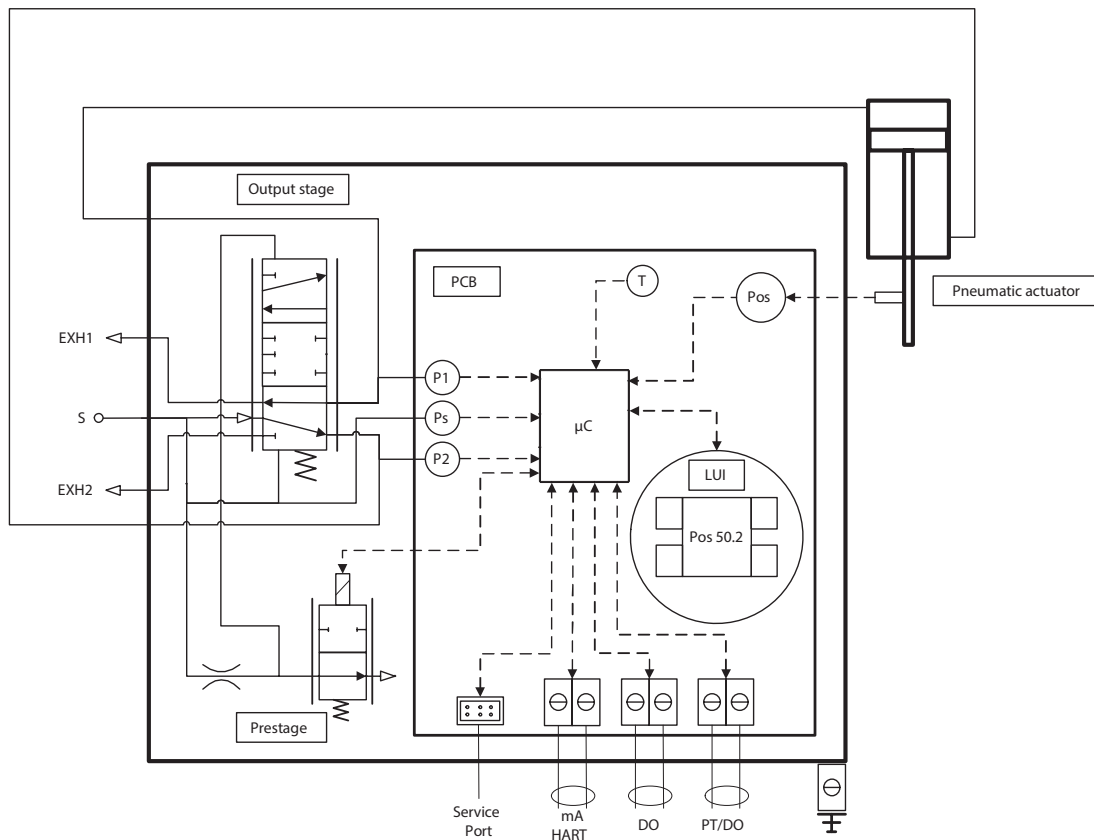 Output stage
PCB
T
Pos
Pneumatic actuator
EXH1
P1
S
Ps
µC
P2
LUI
EXH2
Pos 50.2
Prestage
Service
Port
mA
HART
DO
PT/DO